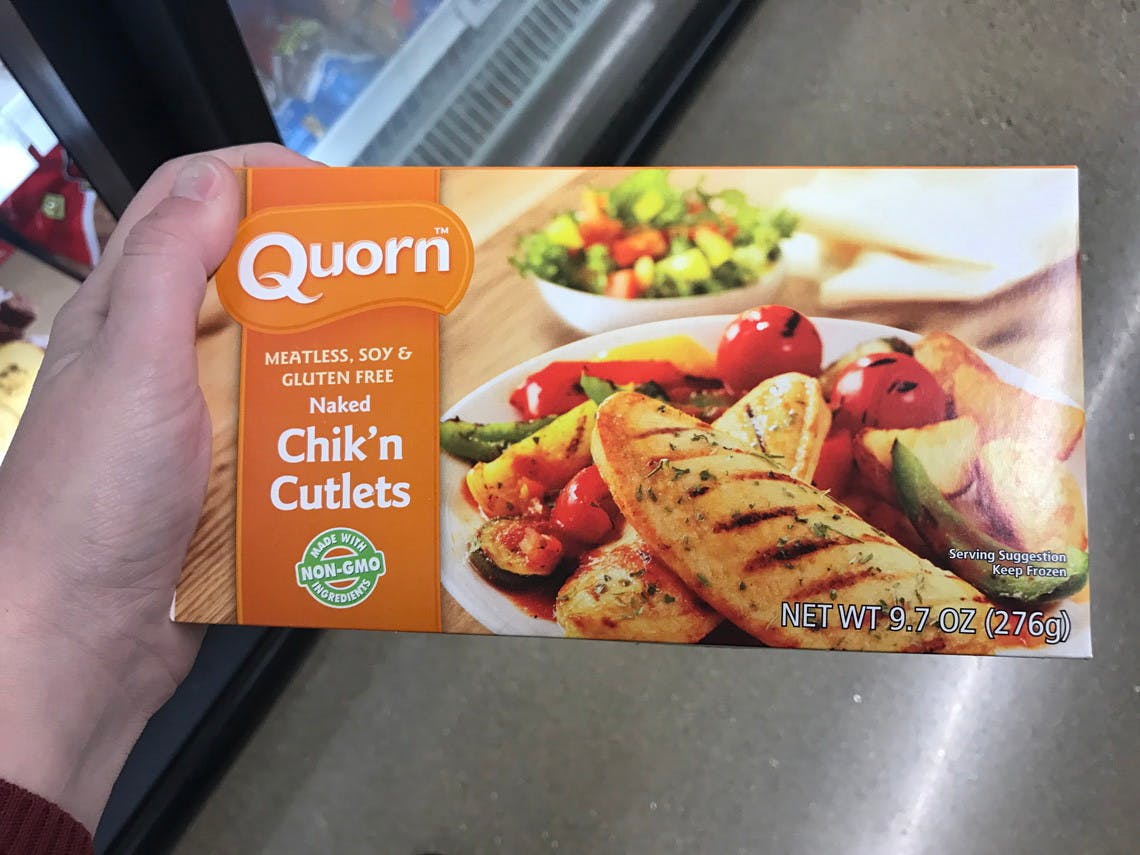 Quorn™
MEATLESS, SOY &
GLUTEN FREE
Naked
Chik'n
Cutlets
MADE WITH
NON-GMO
INGREDIENTS
Serving Suggestion
Keep Frozen
NET WT 9.7 OZ (276g)